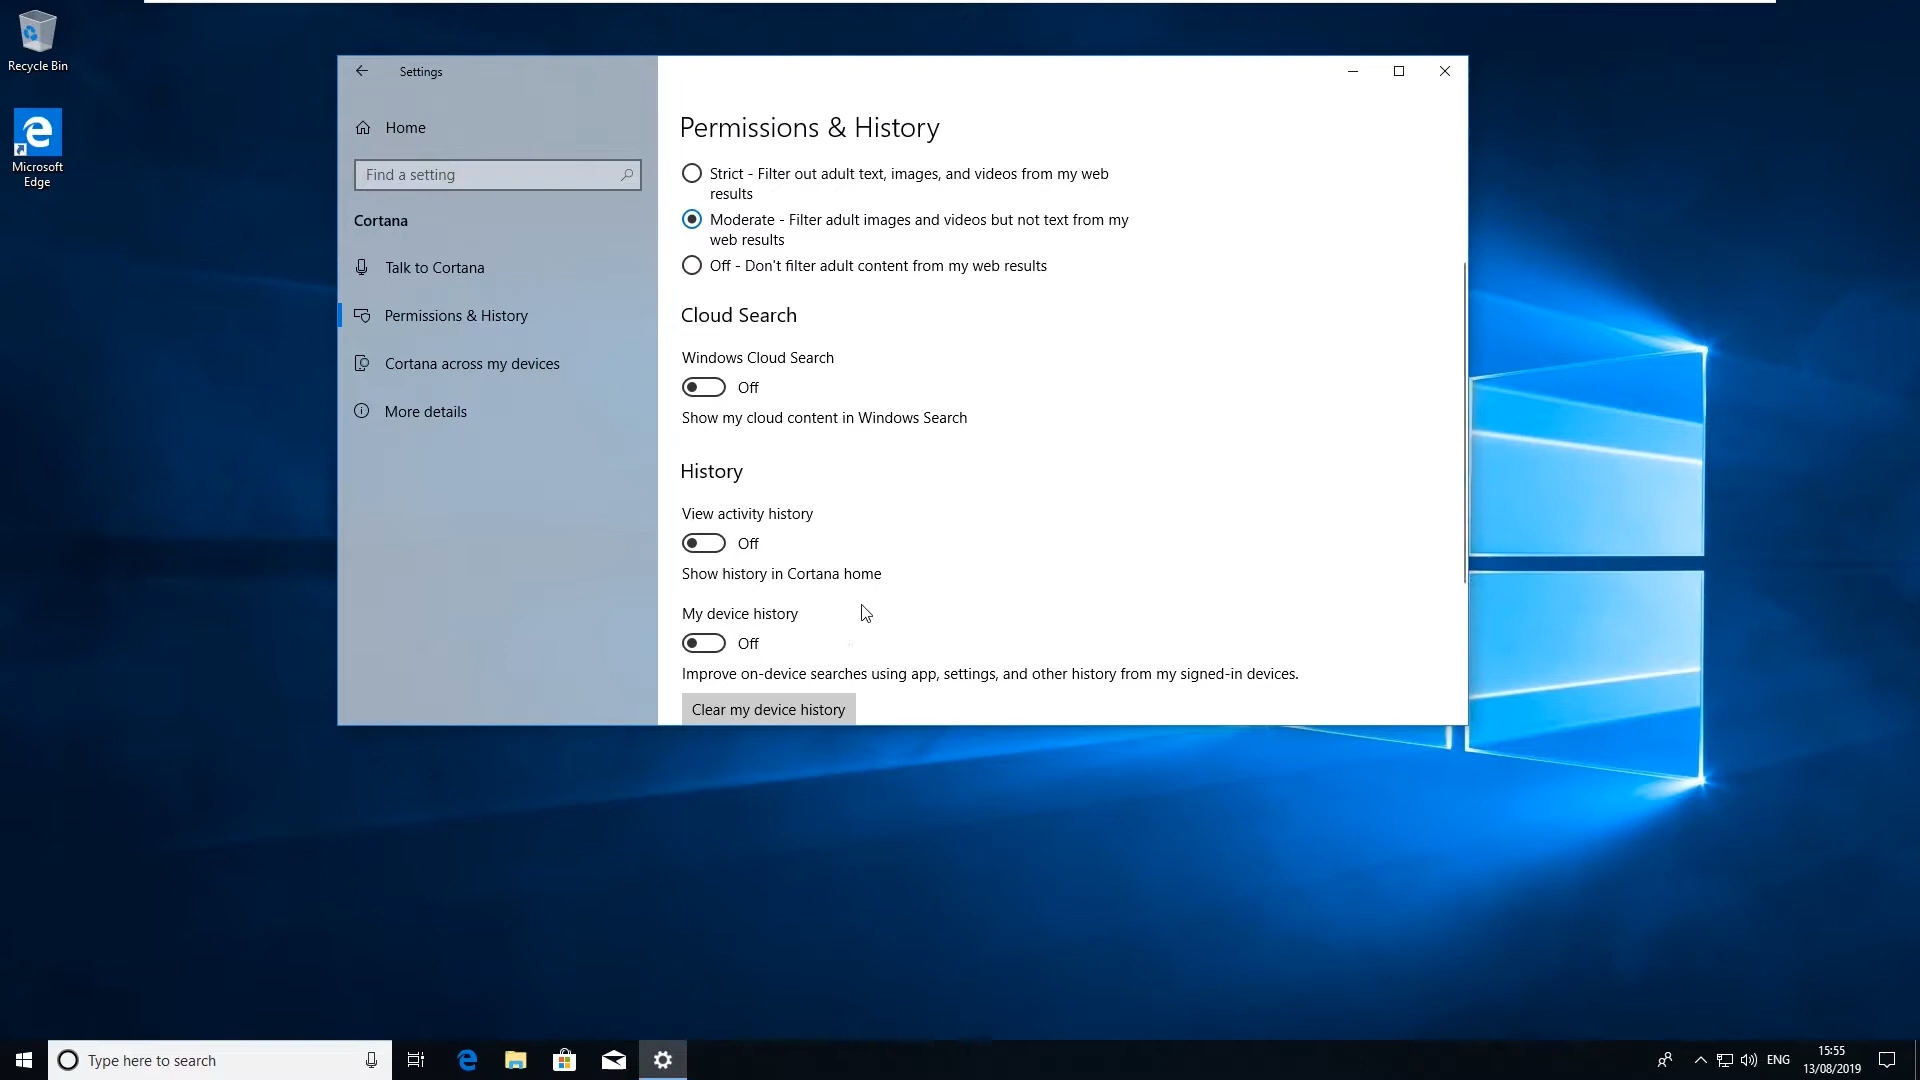 Recycle Bin
Microsoft
Edge
Settings
Home
Find a setting
Cortana
Talk to Cortana
Permissions & History
Cortana across my devices
More details
Permissions & History
Strict - Filter out adult text, images, and videos from my web
results
Moderate - Filter adult images and videos but not text from my
web results
Off - Don't filter adult content from my web results
Cloud Search
Windows Cloud Search
Off
Show my cloud content in Windows Search
History
View activity history
Off
Show history in Cortana home
My device history
Off
Improve on-device searches using app, settings, and other history from my signed-in devices.
Clear my device history
Type here to search
ENG
15:55
13/08/2019